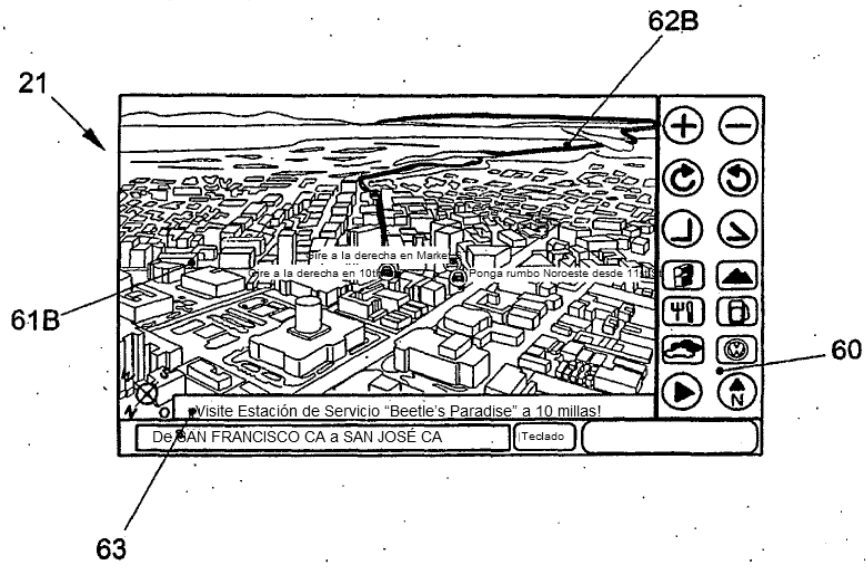 62B
21
Gire a la derecha en Market
Gire a la derecha en 10th
Ponga rumbo Noroeste desde 11th St
61B
60
N
S
N O
Visite Estación de Servicio “Beetle's Paradise” a 10 millas!
De SAN FRANCISCO CA a SAN JOSÉ CA
Teclado
63